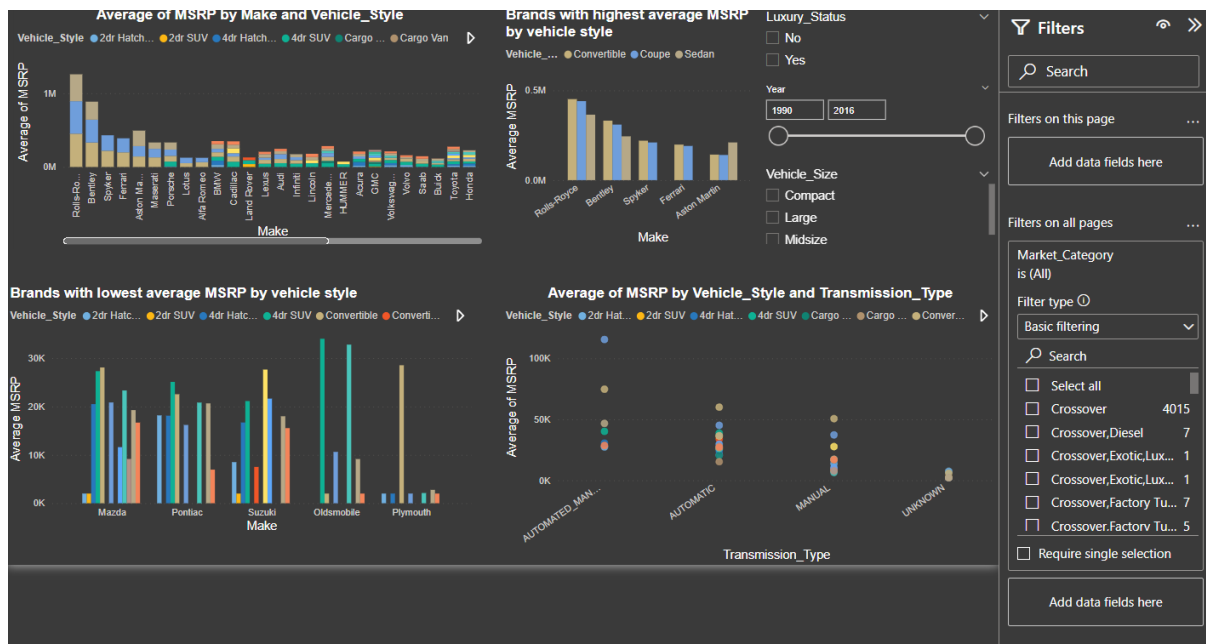 Average of MSRP by Make and Vehicle_Style
Vehicle_Style 2dr Hatch... 2dr SUV 4dr Hatch... 4dr SUV Cargo ... Cargo Van
Average of MSRP
1M
0M
Rolls-Ro...
Bentley
Spyker
Ferrari
Aston Ma...
Maserati
Porsche
Lotus
Alfa Romeo
BMW
Cadillac
Land Rover
Lexus
Audi
Infiniti
Lincoln
Mercede...
HUMMER
Acura
GMC
Volkswag...
Volvo
Saab
Buick
Toyota
Honda
Make
Brands with highest average MSRP
by vehicle style
Vehicle_... Convertible Coupe Sedan
Average MSRP
0.5M
0.0M
Rolls-Royce
Bentley
Spyker
Ferrari
Aston Martin
Make
Luxury_Status
No
Yes
Year
1990 2016
Vehicle_Size
Compact
Large
Midsize
Brands with lowest average MSRP by vehicle style
Vehicle_Style 2dr Hatc... 2dr SUV 4dr Hatc... 4dr SUV Convertible Converti...
Average MSRP
30K
20K
10K
0K
Mazda Pontiac Suzuki Oldsmobile Plymouth
Make
Average of MSRP by Vehicle_Style and Transmission_Type
Vehicle_Style 2dr Hat... 2dr SUV 4dr Hat... 4dr SUV Cargo ... Cargo ... Conver...
Average of MSRP
100K
50K
0K
AUTOMATED_MAN...
AUTOMATIC
MANUAL
UNKNOWN
Transmission_Type
Filters
Search
Filters on this page ...
Add data fields here
Filters on all pages ...
Market_Category
is (All)
Filter type
Basic filtering
Search
Select all
Crossover 4015
Crossover,Diesel 7
Crossover,Exotic,Lux... 1
Crossover,Exotic,Lux... 1
Crossover,Factory Tu... 7
Crossover,Factory Tu... 5
Require single selection
Add data fields here